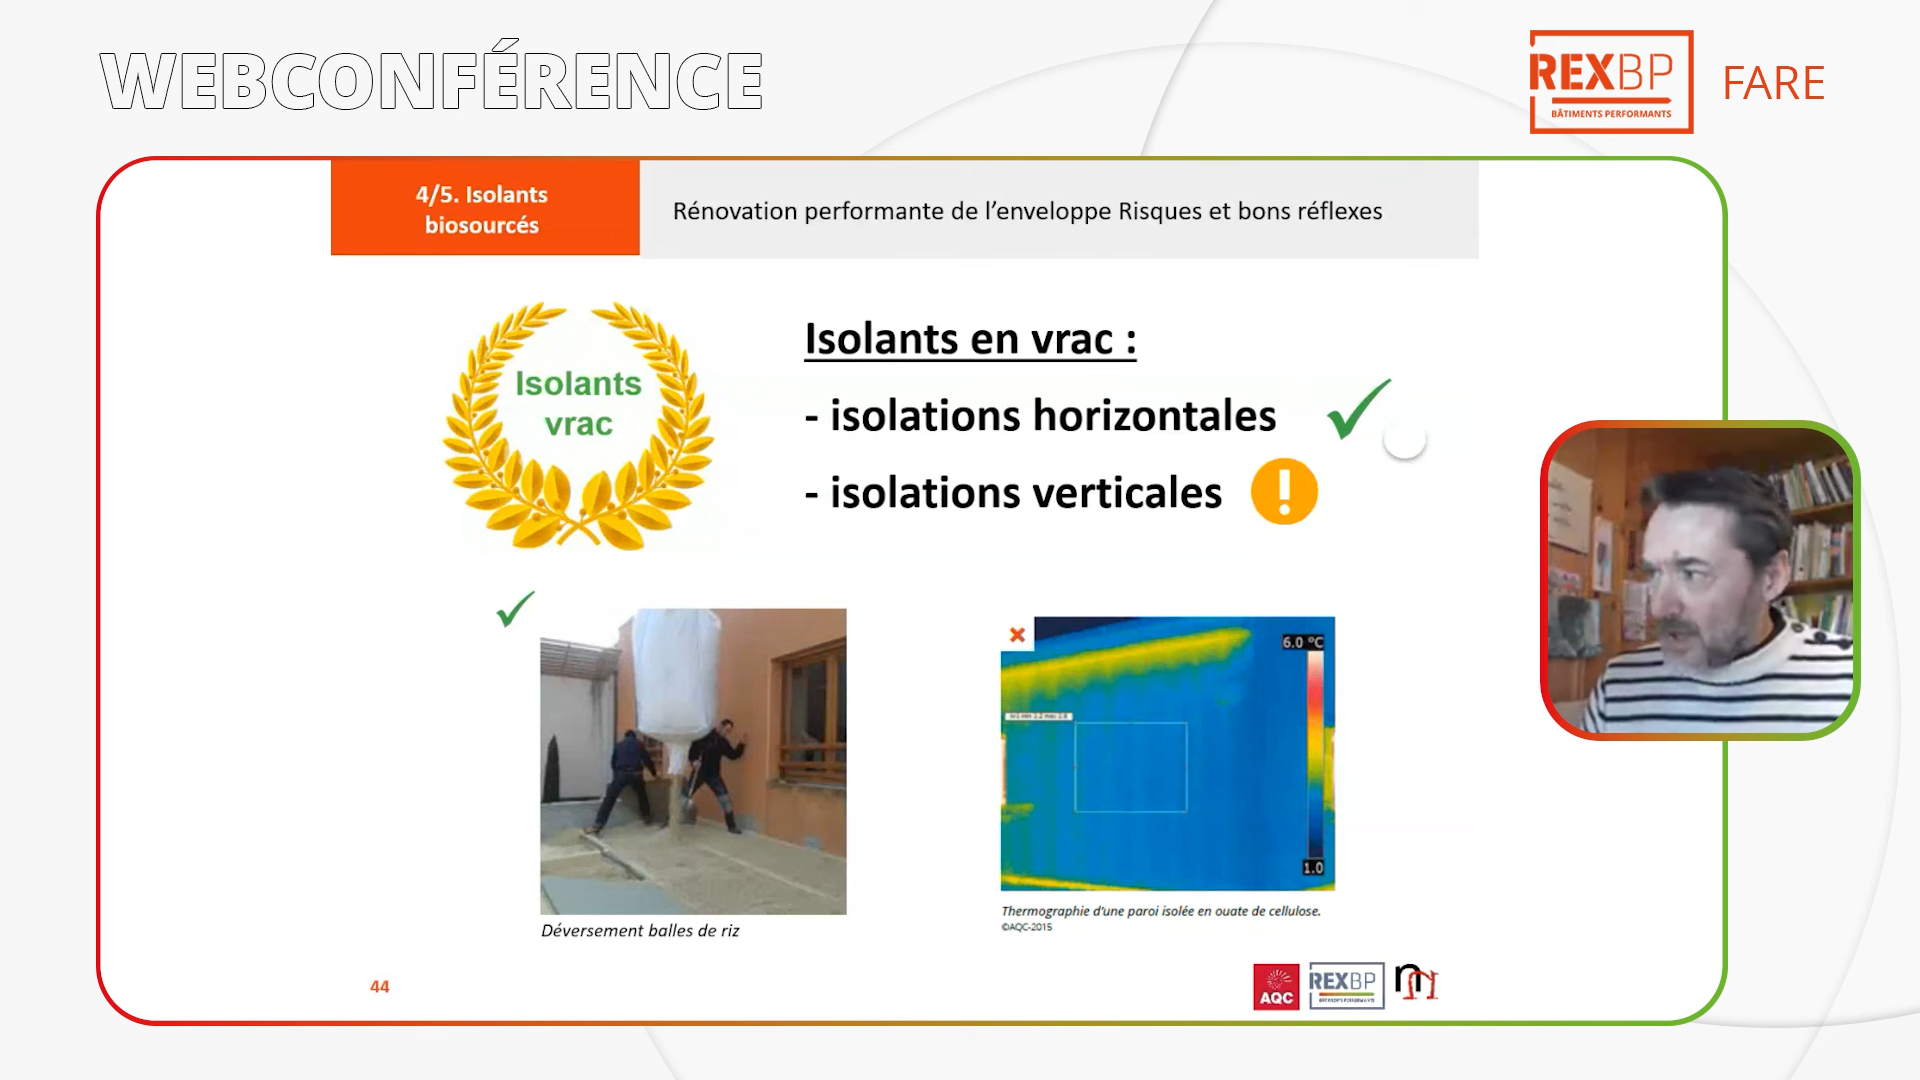 WEBCONFÉRENCE
REXBP
BÂTIMENTS PERFORMANTS
FARE
4/5. Isolants
biosourcés
Rénovation performante de l'enveloppe Risques et bons réflexes
Isolants
vrac
Isolants en vrac :
- isolations horizontales
- isolations verticales
6.0 °C
1.0
Déversement balles de riz
Thermographie d'une paroi isolée en ouate de cellulose.
©AQC-2015
44
AQC
REXBP
BÂTIMENTS PERFORMANTS